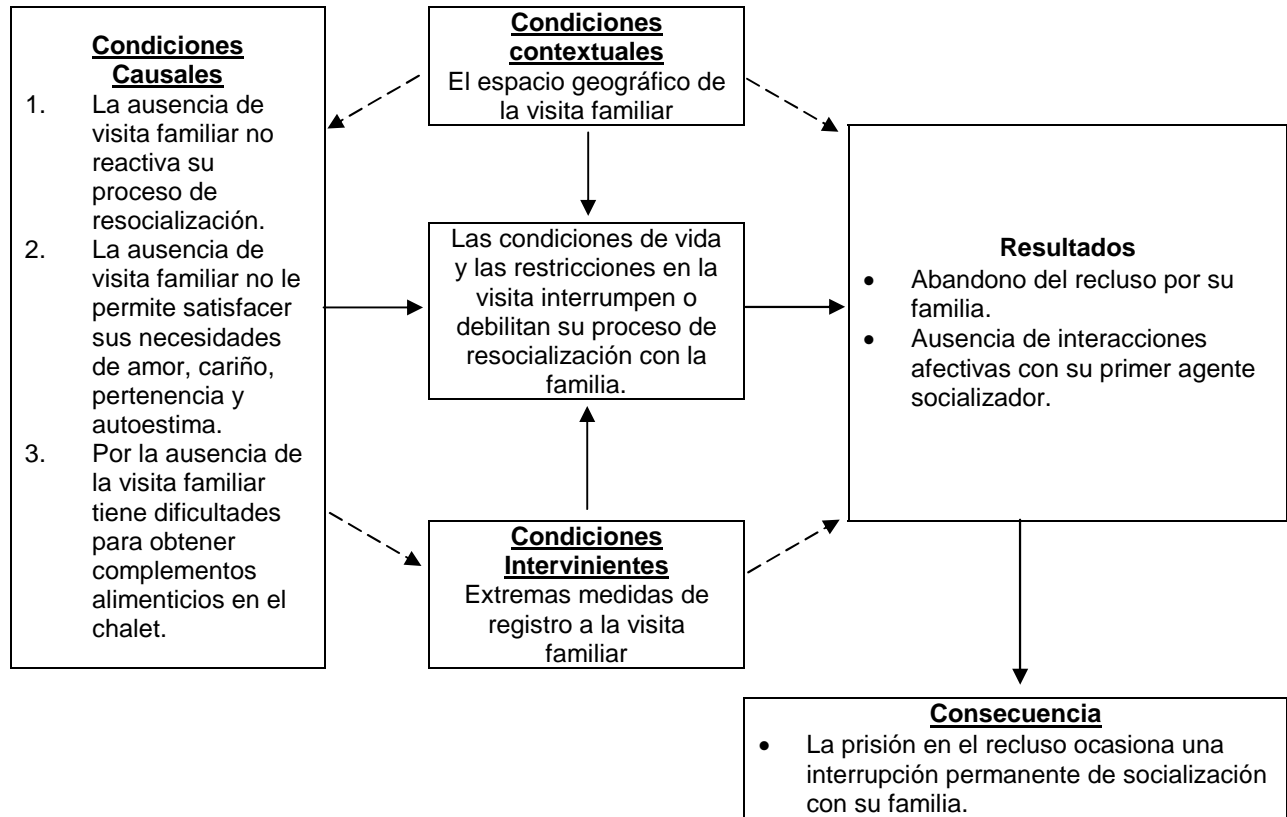 Condiciones
Causales
1. La ausencia de
visita familiar no
reactiva su
proceso de
resocialización.
2. La ausencia de
visita familiar no le
permite satisfacer
sus necesidades
de amor, cariño,
pertenencia y
autoestima.
3. Por la ausencia de
la visita familiar
tiene dificultades
para obtener
complementos
alimenticios en el
chalet.
Condiciones
contextuales
El espacio geográfico de
la visita familiar
Las condiciones de vida
y las restricciones en la
visita interrumpen o
debilitan su proceso de
resocialización con la
familia.
Condiciones
Intervinientes
Extremas medidas de
registro a la visita
familiar
Resultados
• Abandono del recluso por su
familia.
• Ausencia de interacciones
afectivas con su primer agente
socializador.
Consecuencia
• La prisión en el recluso ocasiona una
interrupción permanente de socialización
con su familia.